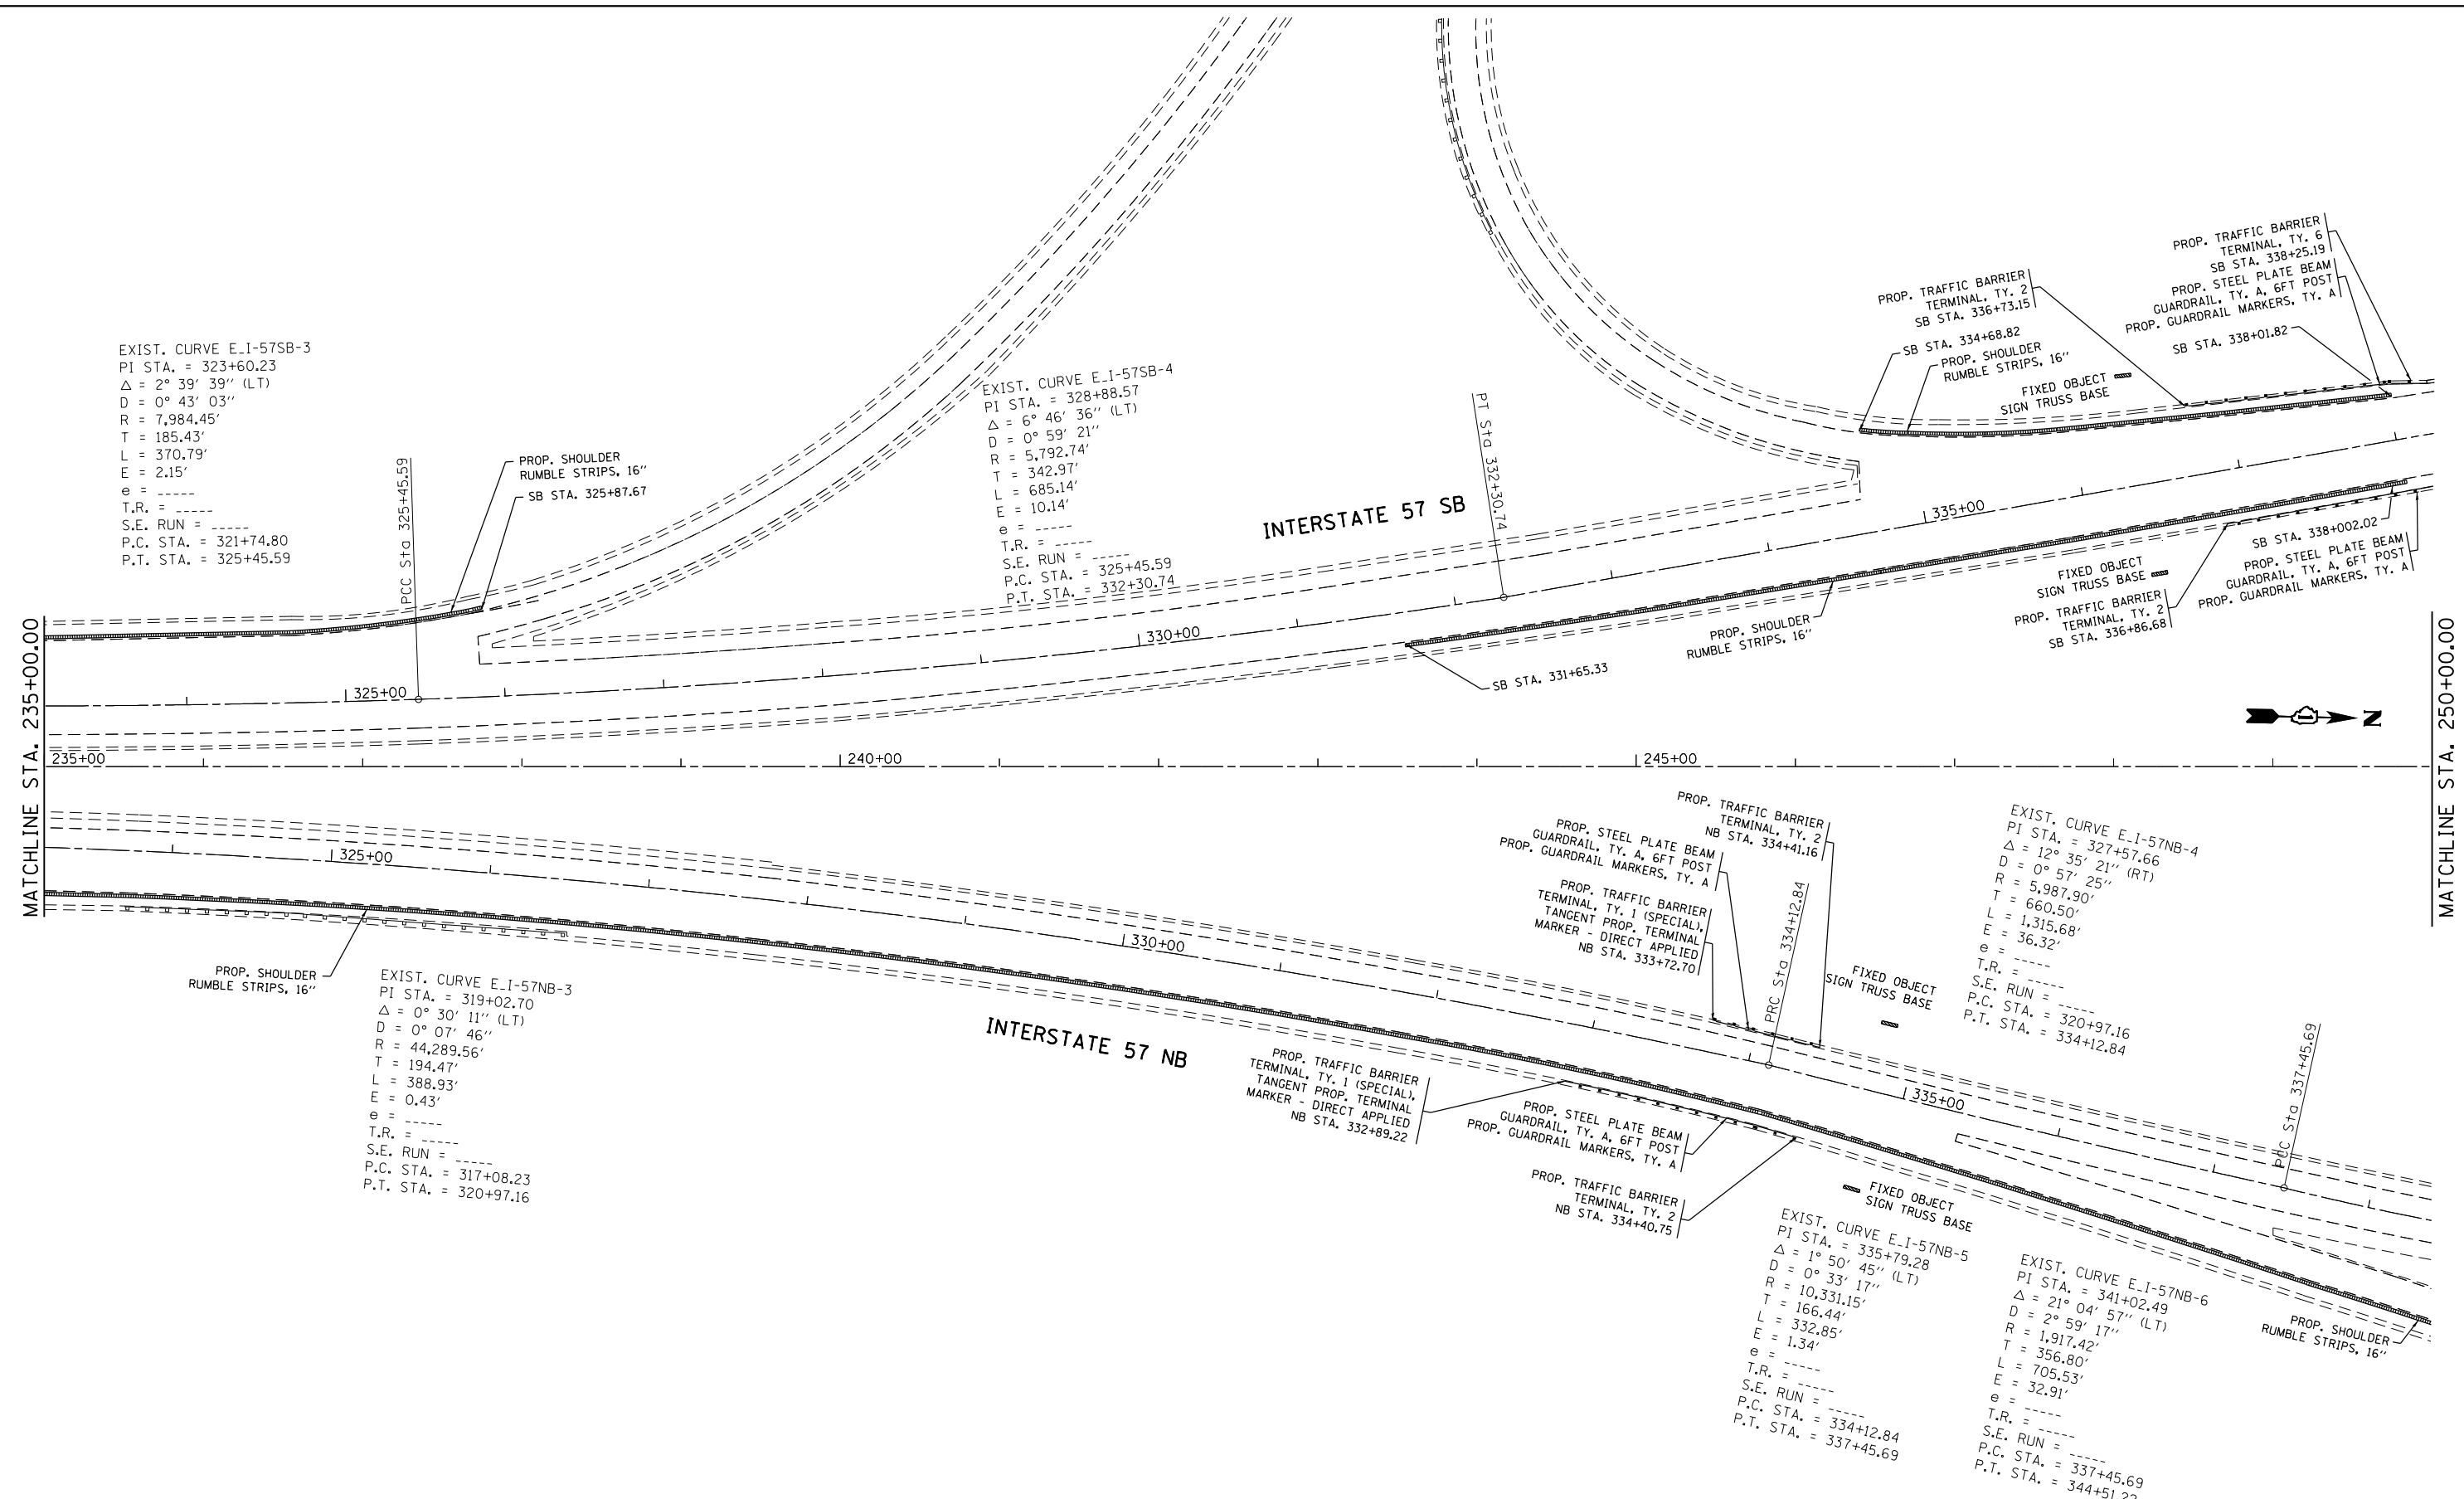 PROP. TRAFFIC BARRIER
TERMINAL, TY. 6
SB STA. 338+25.19
PROP. STEEL PLATE BEAM
GUARDRAIL, TY. A, 6FT POST
PROP. GUARDRAIL MARKERS, TY. A
SB STA. 338+01.82
PROP. TRAFFIC BARRIER
TERMINAL, TY. 2
SB STA. 336+73.15
SB STA. 334+68.82
PROP. SHOULDER
RUMBLE STRIPS, 16"
FIXED OBJECT
SIGN TRUSS BASE
EXIST. CURVE E_I-57SB-3
PI STA. = 323+60.23
Δ = 2° 39' 39" (LT)
D = 0° 43' 03"
R = 7,984.45'
T = 185.43'
L = 370.79'
E = 2.15'
e = _____
T.R. = _____
S.E. RUN = _____
P.C. STA. = 321+74.80
P.T. STA. = 325+45.59
PCC Sta 325+45.59
PROP. SHOULDER
RUMBLE STRIPS, 16"
SB STA. 325+87.67
EXIST. CURVE E_I-57SB-4
PI STA. = 328+88.57
Δ = 6° 46' 36" (LT)
D = 0° 59' 21"
R = 5,792.74'
T = 342.97'
L = 685.14'
E = 10.14'
e = _____
T.R. = _____
S.E. RUN = _____
P.C. STA. = 325+45.59
P.T. STA. = 332+30.74
INTERSTATE 57 SB
PT Sta 332+30.74
335+00
330+00
325+00
SB STA. 331+65.33
PROP. SHOULDER
RUMBLE STRIPS, 16"
SB STA. 338+002.02
PROP. STEEL PLATE BEAM
GUARDRAIL, TY. A, 6FT POST
PROP. GUARDRAIL MARKERS, TY. A
FIXED OBJECT
SIGN TRUSS BASE
PROP. TRAFFIC BARRIER
TERMINAL, TY. 2
SB STA. 336+86.68
MATCHLINE STA. 235+00.00
MATCHLINE STA. 250+00.00
N
235+00
240+00
245+00
325+00
330+00
335+00
PROP. SHOULDER
RUMBLE STRIPS, 16"
EXIST. CURVE E_I-57NB-3
PI STA. = 319+02.70
Δ = 0° 30' 11" (LT)
D = 0° 07' 46"
R = 44,289.56'
T = 194.47'
L = 388.93'
E = 0.43'
e = _____
T.R. = _____
S.E. RUN = _____
P.C. STA. = 317+08.23
P.T. STA. = 320+97.16
INTERSTATE 57 NB
PROP. TRAFFIC BARRIER
TERMINAL, TY. 2
NB STA. 334+41.16
PROP. STEEL PLATE BEAM
GUARDRAIL, TY. A, 6FT POST
PROP. GUARDRAIL MARKERS, TY. A
PROP. TRAFFIC BARRIER
TERMINAL, TY. 1 (SPECIAL),
TANGENT PROP. TERMINAL
MARKER - DIRECT APPLIED
NB STA. 333+72.70
PRC Sta 334+12.84
FIXED OBJECT
SIGN TRUSS BASE
EXIST. CURVE E_I-57NB-4
PI STA. = 327+57.66
Δ = 12° 35' 21" (RT)
D = 0° 57' 25"
R = 5,987.90'
T = 660.50'
L = 1,315.68'
E = 36.32'
e = _____
T.R. = _____
S.E. RUN = _____
P.C. STA. = 320+97.16
P.T. STA. = 334+12.84
PCC Sta 337+45.69
PROP. TRAFFIC BARRIER
TERMINAL, TY. 1 (SPECIAL),
TANGENT PROP. TERMINAL
MARKER - DIRECT APPLIED
NB STA. 332+89.22
PROP. STEEL PLATE BEAM
GUARDRAIL, TY. A, 6FT POST
PROP. GUARDRAIL MARKERS, TY. A
PROP. TRAFFIC BARRIER
TERMINAL, TY. 2
NB STA. 334+40.75
FIXED OBJECT
SIGN TRUSS BASE
EXIST. CURVE E_I-57NB-5
PI STA. = 335+79.28
Δ = 1° 50' 45" (LT)
D = 0° 33' 17"
R = 10,331.15'
T = 166.44'
L = 332.85'
E = 1.34'
e = _____
T.R. = _____
S.E. RUN = _____
P.C. STA. = 334+12.84
P.T. STA. = 337+45.69
EXIST. CURVE E_I-57NB-6
PI STA. = 341+02.49
Δ = 21° 04' 57" (LT)
D = 2° 59' 17"
R = 1,917.42'
T = 356.80'
L = 705.53'
E = 32.91'
e = _____
T.R. = _____
S.E. RUN = _____
P.C. STA. = 337+45.69
P.T. STA. =
PROP. SHOULDER
RUMBLE STRIPS, 16"